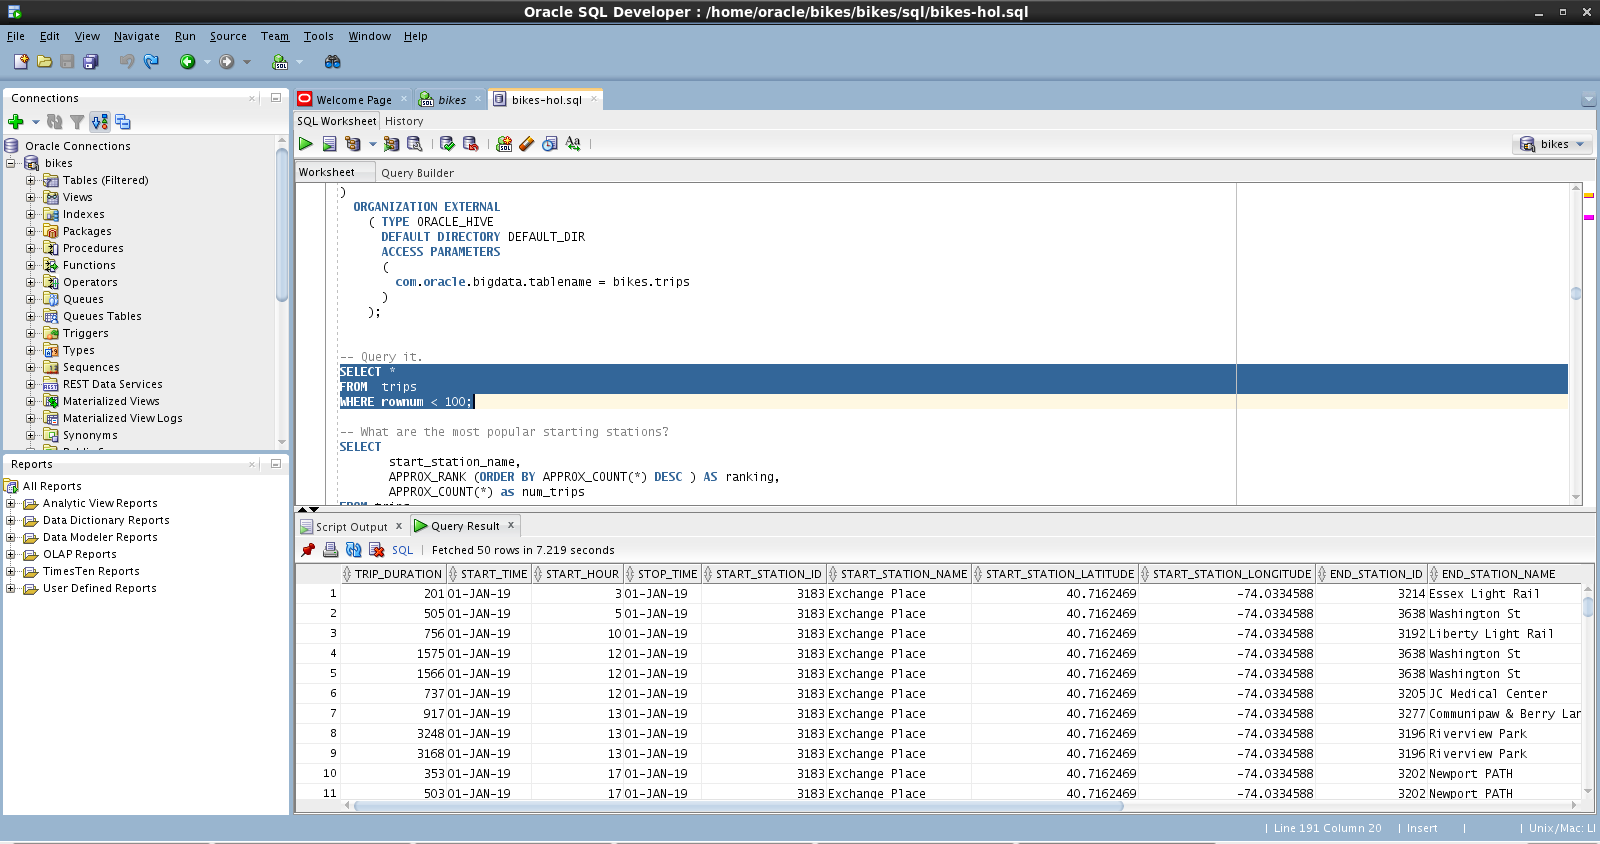 Oracle SQL Developer : /home/oracle/bikes/bikes/sql/bikes-hol.sql
File Edit View Navigate Run Source Team Tools Window Help
Connections
Oracle Connections
bikes
Tables (Filtered)
Views
Indexes
Packages
Procedures
Functions
Operators
Queues
Queues Tables
Triggers
Types
Sequences
REST Data Services
Materialized Views
Materialized View Logs
Synonyms
Reports
All Reports
Analytic View Reports
Data Dictionary Reports
Data Modeler Reports
OLAP Reports
TimesTen Reports
User Defined Reports
Welcome Page bikes bikes-hol.sql
SQL Worksheet History
bikes
Worksheet Query Builder
)
ORGANIZATION EXTERNAL
( TYPE ORACLE_HIVE
DEFAULT DIRECTORY DEFAULT_DIR
ACCESS PARAMETERS
(
com.oracle.bigdata.tablename = bikes.trips
)
);
-- Query it.
SELECT *
FROM trips
WHERE rownum < 100;
-- What are the most popular starting stations?
SELECT
start_station_name,
APPROX_RANK (ORDER BY APPROX_COUNT(*) DESC ) AS ranking,
APPROX_COUNT(*) as num_trips
FROM trips
Script Output x Query Result x
SQL | Fetched 50 rows in 7.219 seconds
TRIP_DURATION START_TIME START_HOUR STOP_TIME START_STATION_ID START_STATION_NAME START_STATION_LATITUDE START_STATION_LONGITUDE END_STATION_ID END_STATION_NAME
1 201 01-JAN-19 3 01-JAN-19 3183 Exchange Place 40.7162469 -74.0334588 3214 Essex Light Rail
2 505 01-JAN-19 5 01-JAN-19 3183 Exchange Place 40.7162469 -74.0334588 3638 Washington St
3 756 01-JAN-19 10 01-JAN-19 3183 Exchange Place 40.7162469 -74.0334588 3192 Liberty Light Rail
4 1575 01-JAN-19 12 01-JAN-19 3183 Exchange Place 40.7162469 -74.0334588 3638 Washington St
5 1566 01-JAN-19 12 01-JAN-19 3183 Exchange Place 40.7162469 -74.0334588 3638 Washington St
6 737 01-JAN-19 12 01-JAN-19 3183 Exchange Place 40.7162469 -74.0334588 3205 JC Medical Center
7 917 01-JAN-19 13 01-JAN-19 3183 Exchange Place 40.7162469 -74.0334588 3277 Communipaw & Berry Lan
8 3248 01-JAN-19 13 01-JAN-19 3183 Exchange Place 40.7162469 -74.0334588 3196 Riverview Park
9 3168 01-JAN-19 13 01-JAN-19 3183 Exchange Place 40.7162469 -74.0334588 3196 Riverview Park
10 353 01-JAN-19 17 01-JAN-19 3183 Exchange Place 40.7162469 -74.0334588 3202 Newport PATH
11 503 01-JAN-19 17 01-JAN-19 3183 Exchange Place 40.7162469 -74.0334588 3202 Newport PATH
| Line 191 Column 20 | Insert | | Unix/Mac: LI